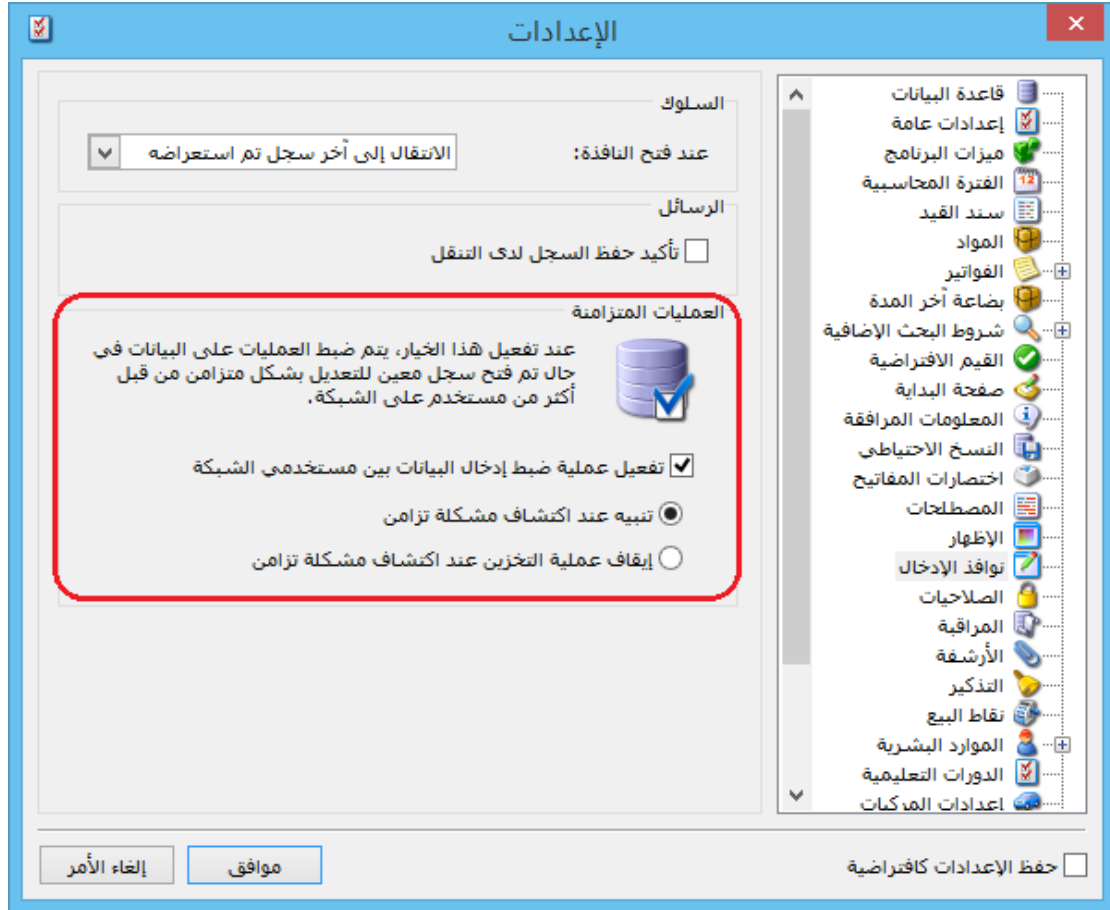 الإعدادات
قاعدة البيانات
إعدادات عامة
ميزات البرنامج
الفترة المحاسبية
12
سند القيد
المواد
الفواتير
بضاعة آخر المدة
شروط البحث الإضافية
القيم الافتراضية
صفحة البداية
المعلومات المرافقة
النسخ الاحتياطي
اختصارات المفاتيح
المصطلحات
الإظهار
نوافذ الإدخال
الصلاحيات
المراقبة
الأرشفة
التذكير
نقاط البيع
الموارد البشرية
الدورات التعليمية
إعدادات المركبات
السلوك
عند فتح النافذة:
الانتقال إلى آخر سجل تم استعراضه
الرسائل
تأكيد حفظ السجل لدى التنقل
العمليات المتزامنة
عند تفعيل هذا الخيار، يتم ضبط العمليات على البيانات في
حال تم فتح سجل معين للتعديل بشكل متزامن من قبل
أكثر من مستخدم على الشبكة.
تفعيل عملية ضبط إدخال البيانات بين مستخدمي الشبكة
تنبيه عند اكتشاف مشكلة تزامن
إيقاف عملية التخزين عند اكتشاف مشكلة تزامن
حفظ الإعدادات كافتراضية
موافق
إلغاء الأمر